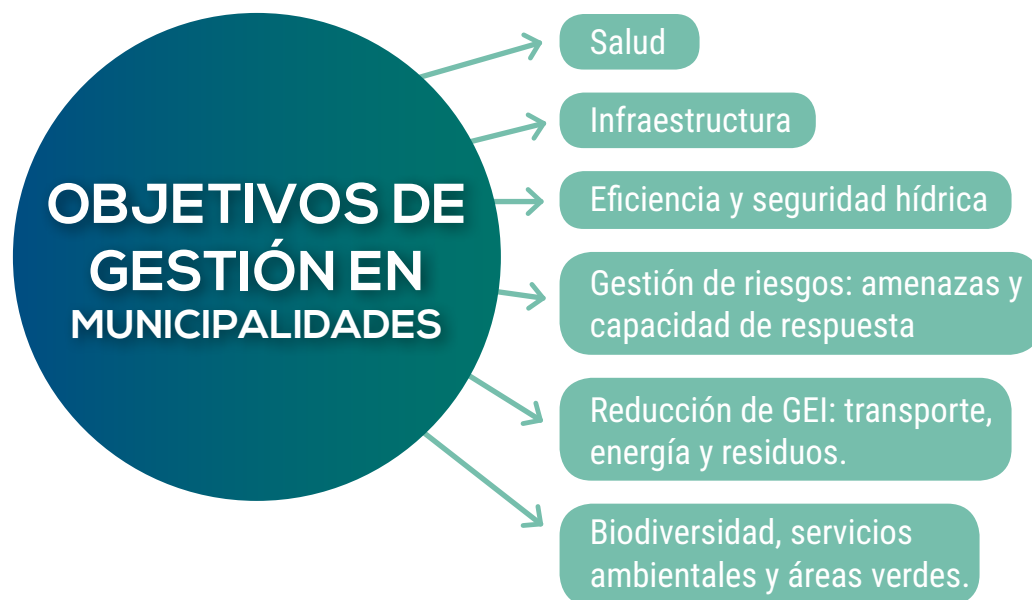 OBJETIVOS DE
GESTIÓN EN
MUNICIPALIDADES
Salud
Infraestructura
Eficiencia y seguridad hídrica
Gestión de riesgos: amenazas y
capacidad de respuesta
Reducción de GEI: transporte,
energía y residuos.
Biodiversidad, servicios
ambientales y áreas verdes.